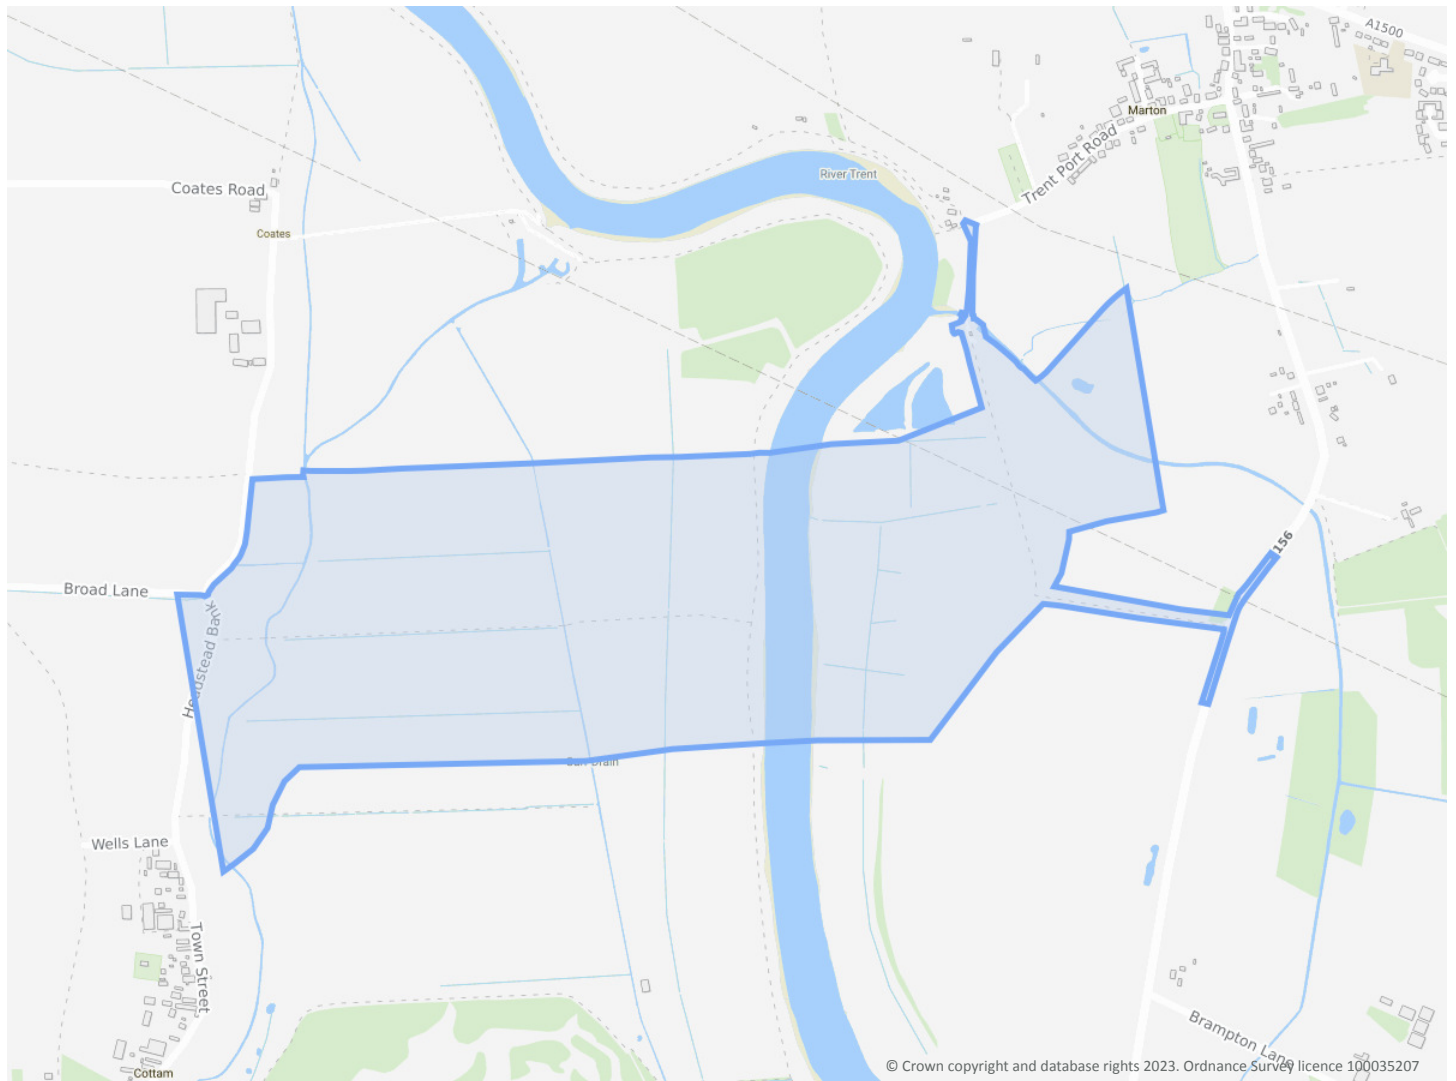 A1500
Marton
Trent Port Road
River Trent
Coates Road
Coates
156
Broad Lane
Headstead Bank
Wells Lane
Town Street
Brampton Lane
Cottam
© Crown copyright and database rights 2023. Ordnance Survey licence 100035207